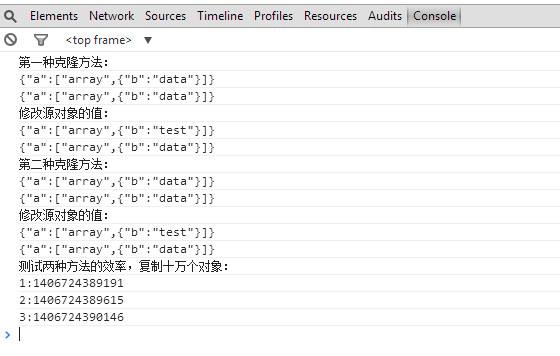 Elements Network Sources Timeline Profiles Resources Audits Console
<top frame> ▼
第一种克隆方法:
{"a":["array",{"b":"data"}]}
{"a":["array",{"b":"data"}]}
修改源对象的值:
{"a":["array",{"b":"test"}]}
{"a":["array",{"b":"data"}]}
第二种克隆方法:
{"a":["array",{"b":"data"}]}
{"a":["array",{"b":"data"}]}
修改源对象的值:
{"a":["array",{"b":"test"}]}
{"a":["array",{"b":"data"}]}
测试两种方法的效率，复制十万个对象:
1:1406724389191
2:1406724389615
3:1406724390146
>